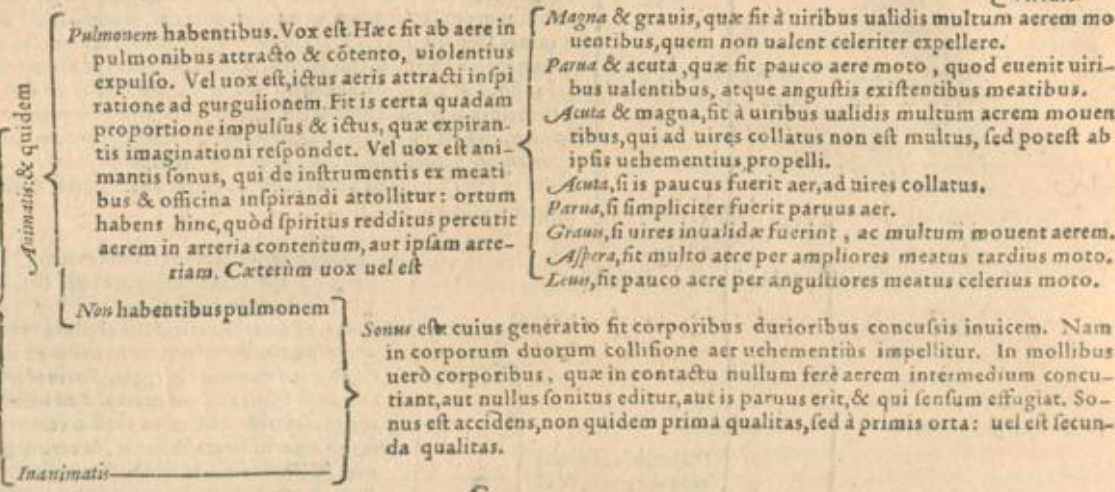 Animatis: & quidem
Pulmonem habentibus. Vox eſt. Hæc fit ab aere in
pulmonibus attracto & cōtento, uiolentius
expulſo. Vel uox eſt, ictus aeris attracti inſpi
ratione ad gurgulionem. Fit is certa quadam
proportione impulſus & ictus, quæ expiran-
tis imaginationi reſpondet. Vel uox eſt ani-
mantis ſonus, qui de inſtrumentis ex meati
bus & officina inſpirandi attollitur: ortum
habens hinc, quòd ſpiritus redditus percutit
aerem in arteria contentum, aut ipſam arte-
riam. Cæterùm uox uel eſt
Magna & grauis, quæ fit à uiribus ualidis multum aerem mo
uentibus, quem non ualent celeriter expellere.
Parua & acuta, quæ fit pauco aere moto, quod euenit uiri-
bus ualentibus, atque anguſtis exiſtentibus meatibus.
Acuta & magna, fit à uiribus ualidis multum aerem mouen
tibus, qui ad uires collatus non eſt multus, ſed poteſt ab
ipſis uehementius propelli.
Acuta, ſi is paucus fuerit aer, ad uires collatus.
Parua, ſi ſimpliciter fuerit paruus aer.
Grauis, ſi uires inualidæ fuerint, ac multum mouent aerem.
Aſpera, fit multo aere per ampliores meatus tardius moto.
Leuis, fit pauco aere per anguſtiores meatus celerius moto.
Non habentibus pulmonem
Sonus eſt cuius generatio fit corporibus durioribus concuſsis inuicem. Nam
in corporum duorum colliſione aer uehementiùs impellitur. In mollibus
uerò corporibus, quæ in contactu nullum ferè aerem intermedium concu-
tiant, aut nullus ſonitus editur, aut is paruus erit, & qui ſenſum effugiat. So-
nus eſt accidens, non quidem prima qualitas, ſed à primis orta: uel eſt ſecun-
da qualitas.
Inanimatis